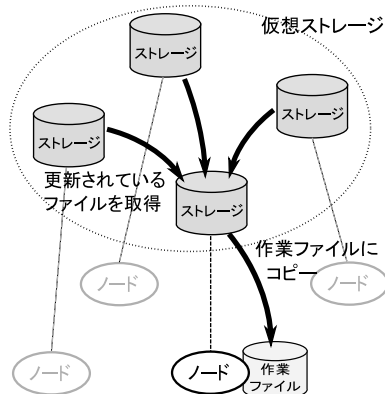 仮想ストレージ
ストレージ
ストレージ
ストレージ
更新されている
ファイルを取得
ストレージ
作業ファイルに
コピー
ノード
ノード
ノード
ノード
作業
ファイル